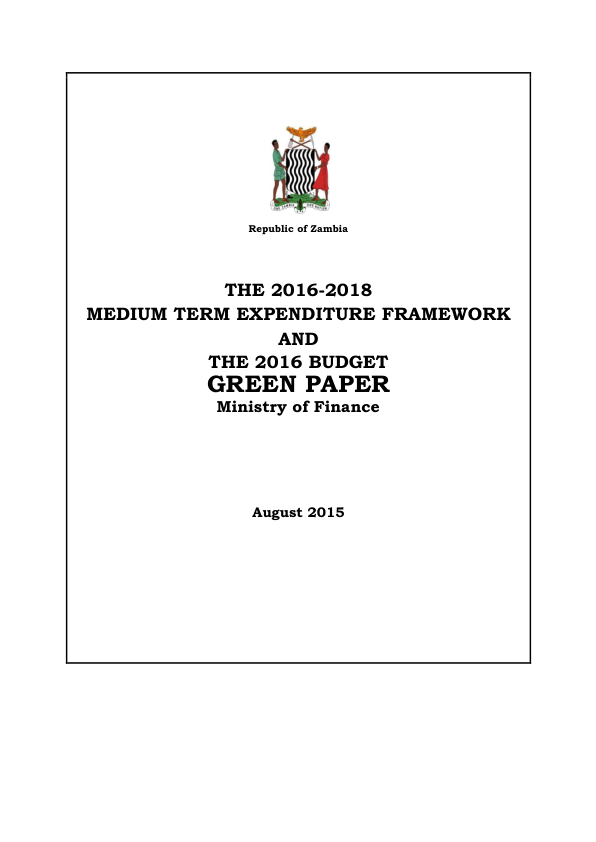 Republic of Zambia
THE 2016-2018
MEDIUM TERM EXPENDITURE FRAMEWORK
AND
THE 2016 BUDGET
GREEN PAPER
Ministry of Finance
August 2015